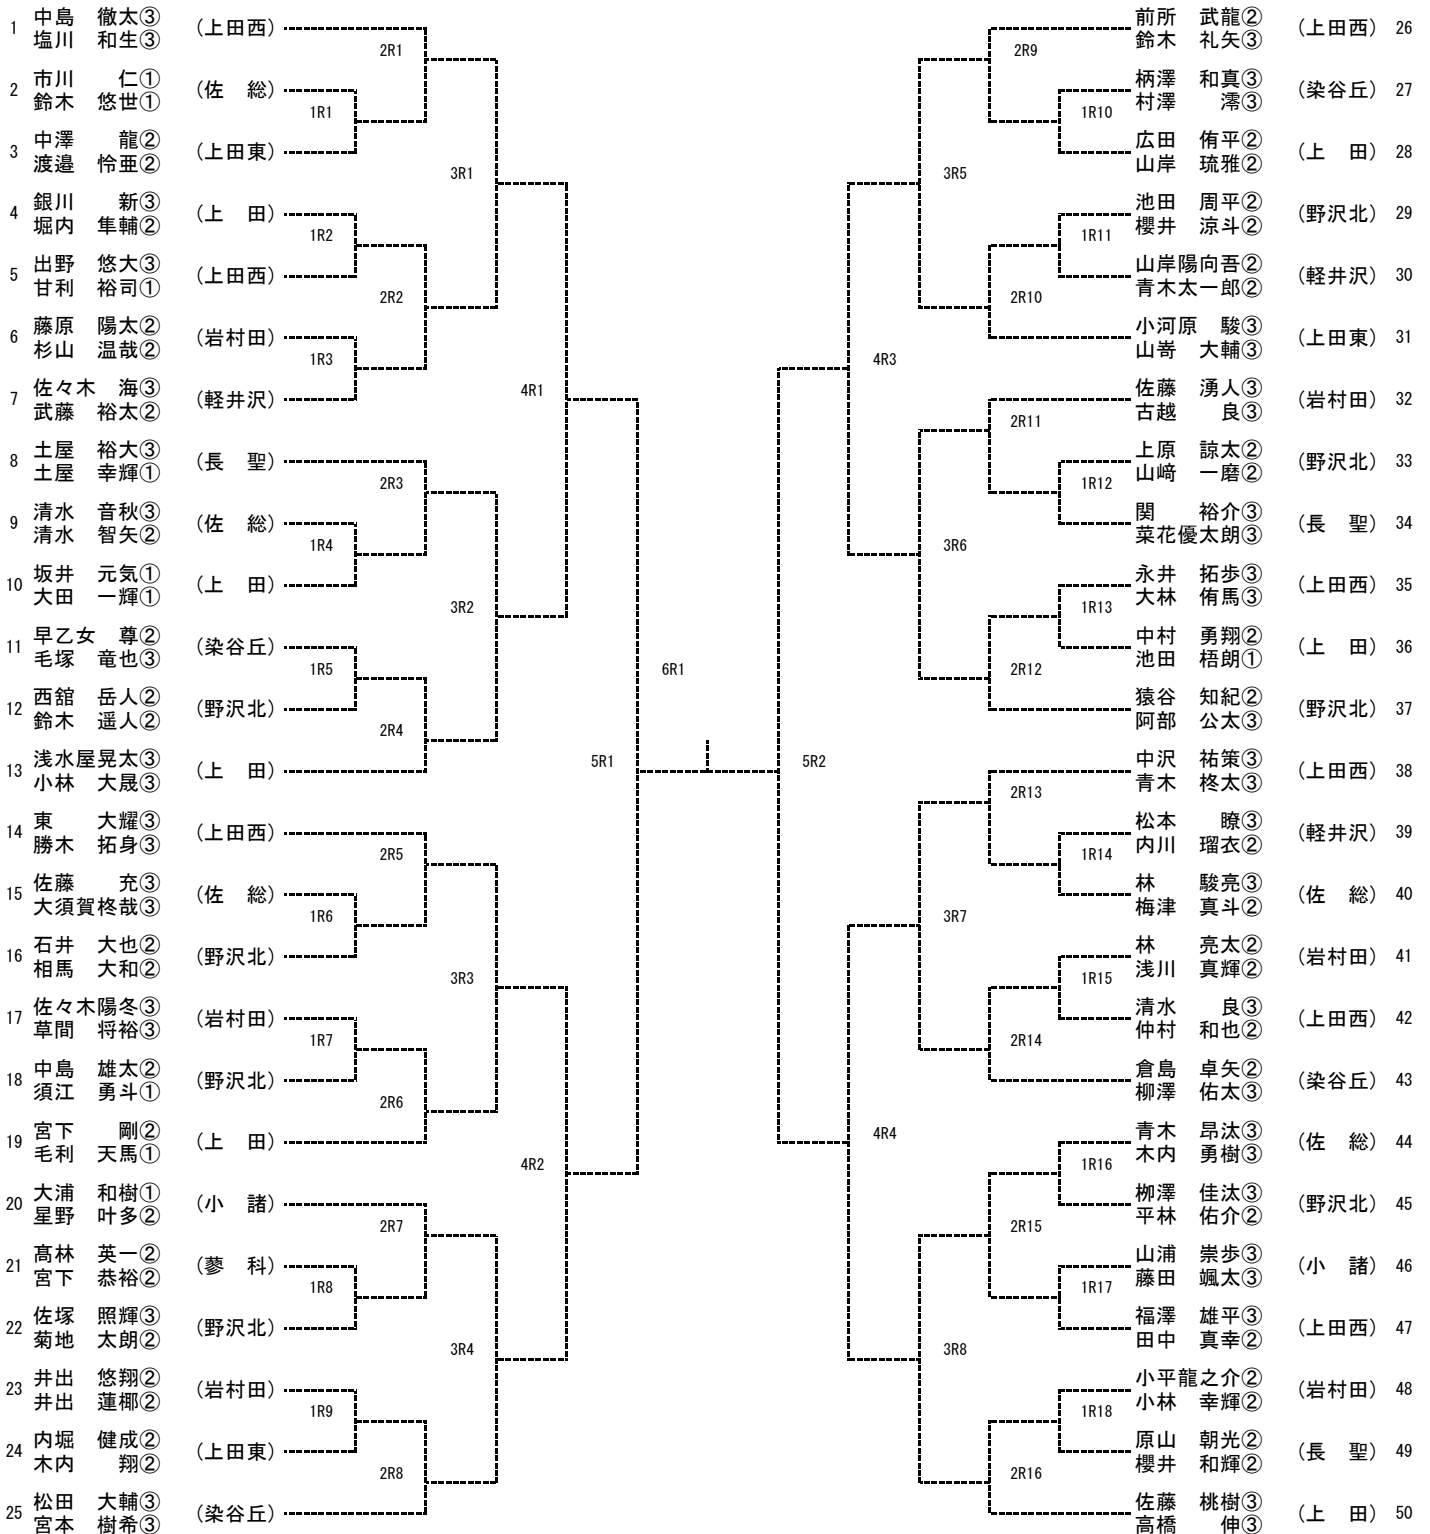 1 中島　徹太③ (上田西)
塩川　和生③
2 市川　　仁① (佐　総)
鈴木　悠世①
3 中澤　　龍② (上田東)
渡邉　怜亜②
4 銀川　　新③ (上　田)
堀内　隼輔②
5 出野　悠大③ (上田西)
甘利　裕司①
6 藤原　陽太② (岩村田)
杉山　温哉②
7 佐々木　海③ (軽井沢)
武藤　裕太②
8 土屋　裕大③ (長　聖)
土屋　幸輝①
9 清水　音秋③ (佐　総)
清水　智矢②
10 坂井　元気① (上　田)
大田　一輝①
11 早乙女　尊② (染谷丘)
毛塚　竜也③
12 西舘　岳人② (野沢北)
鈴木　遥人②
13 浅水屋晃太③ (上　田)
小林　大晟③
14 東　　大耀③ (上田西)
勝木　拓身③
15 佐藤　　充③ (佐　総)
大須賀柊哉③
16 石井　大也② (野沢北)
相馬　大和②
17 佐々木陽冬③ (岩村田)
草間　将裕③
18 中島　雄太② (野沢北)
須江　勇斗①
19 宮下　　剛② (上　田)
毛利　天馬①
20 大浦　和樹① (小　諸)
星野　叶多②
21 髙林　英一② (蓼　科)
宮下　恭裕②
22 佐塚　照輝③ (野沢北)
菊地　太朗②
23 井出　悠翔② (岩村田)
井出　蓮梛②
24 内堀　健成② (上田東)
木内　　翔②
25 松田　大輔③ (染谷丘)
宮本　樹希③
1R1
1R2
1R3
1R4
1R5
1R6
1R7
1R8
1R9
2R1
2R2
2R3
2R4
2R5
2R6
2R7
2R8
3R1
3R2
3R3
3R4
4R1
4R2
5R1
6R1
5R2
4R3
4R4
3R5
3R6
3R7
3R8
2R9
2R10
2R11
2R12
2R13
2R14
2R15
2R16
1R10
1R11
1R12
1R13
1R14
1R15
1R16
1R17
1R18
前所　武龍② (上田西) 26
鈴木　礼矢③
柄澤　和真③ (染谷丘) 27
村澤　　澪③
広田　侑平② (上　田) 28
山岸　琉雅②
池田　周平② (野沢北) 29
櫻井　涼斗②
山岸陽向吾② (軽井沢) 30
青木太一郎②
小河原　駿③ (上田東) 31
山嵜　大輔③
佐藤　湧人③ (岩村田) 32
古越　　良③
上原　諒太② (野沢北) 33
山﨑　一磨②
関　　裕介③ (長　聖) 34
菜花優太朗③
永井　拓歩③ (上田西) 35
大林　侑馬③
中村　勇翔② (上　田) 36
池田　梧朗①
猿谷　知紀② (野沢北) 37
阿部　公太③
中沢　祐策③ (上田西) 38
青木　柊太③
松本　　瞭③ (軽井沢) 39
内川　瑠衣②
林　　駿亮③ (佐　総) 40
梅津　真斗②
林　　亮太② (岩村田) 41
浅川　真輝②
清水　　良③ (上田西) 42
仲村　和也②
倉島　卓矢② (染谷丘) 43
柳澤　佑太③
青木　昂汰③ (佐　総) 44
木内　勇樹③
栁澤　佳汰③ (野沢北) 45
平林　佑介②
山浦　崇歩③ (小　諸) 46
藤田　颯太③
福澤　雄平③ (上田西) 47
田中　真幸②
小平龍之介② (岩村田) 48
小林　幸輝②
原山　朝光② (長　聖) 49
櫻井　和輝②
佐藤　桃樹③ (上　田) 50
高橋　　伸③